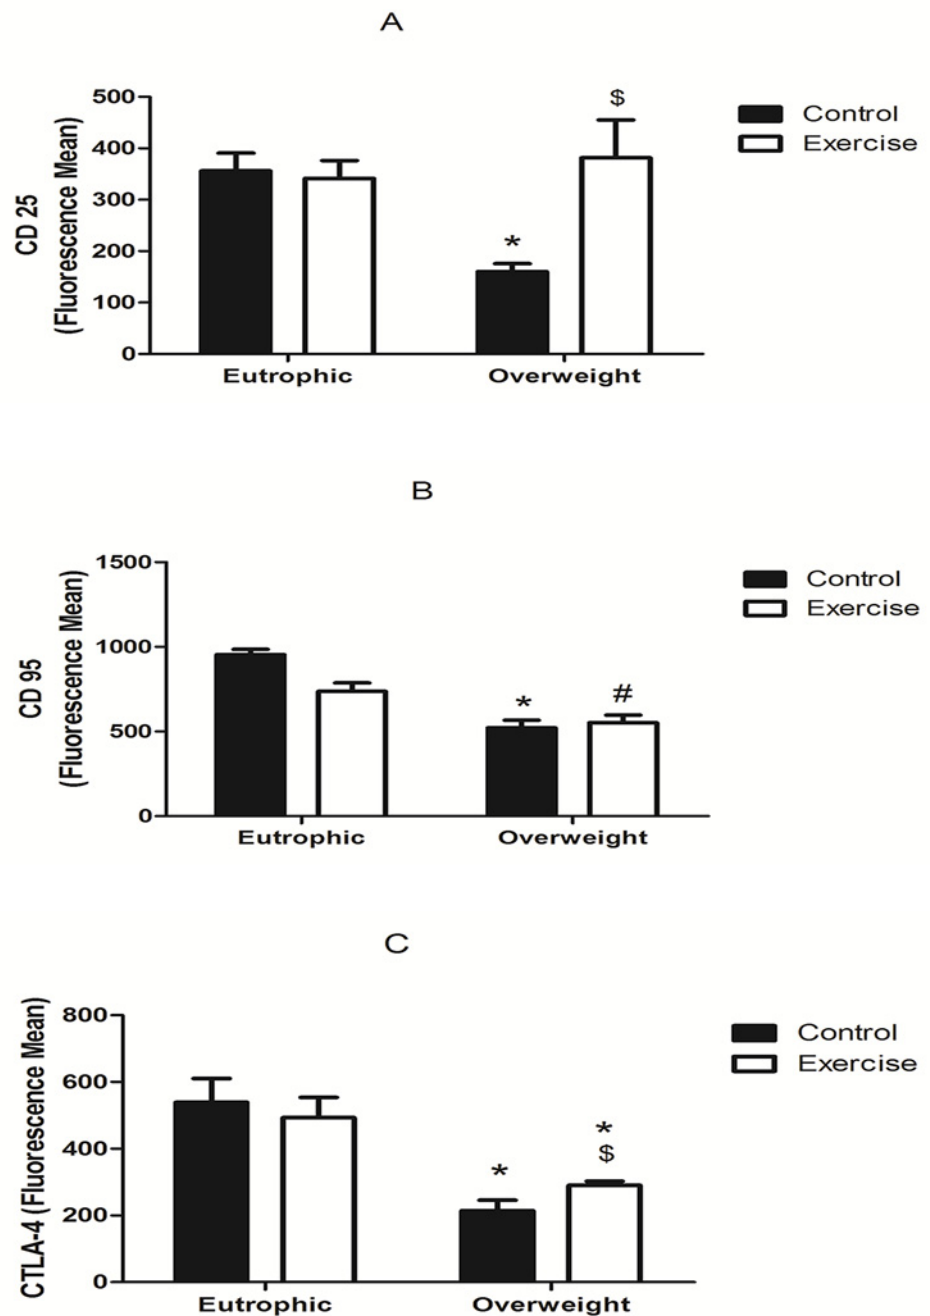 A
500
400
300
200
100
0
CD 25
(Fluorescence Mean)
*
$
Eutrophic
Overweight
Control
Exercise
B
1500
1000
500
0
CD 95
(Fluorescence Mean)
*
#
Eutrophic
Overweight
Control
Exercise
C
800
600
400
200
0
CTLA-4 (Fluorescence Mean)
*
*
$
Eutrophic
Overweight
Control
Exercise